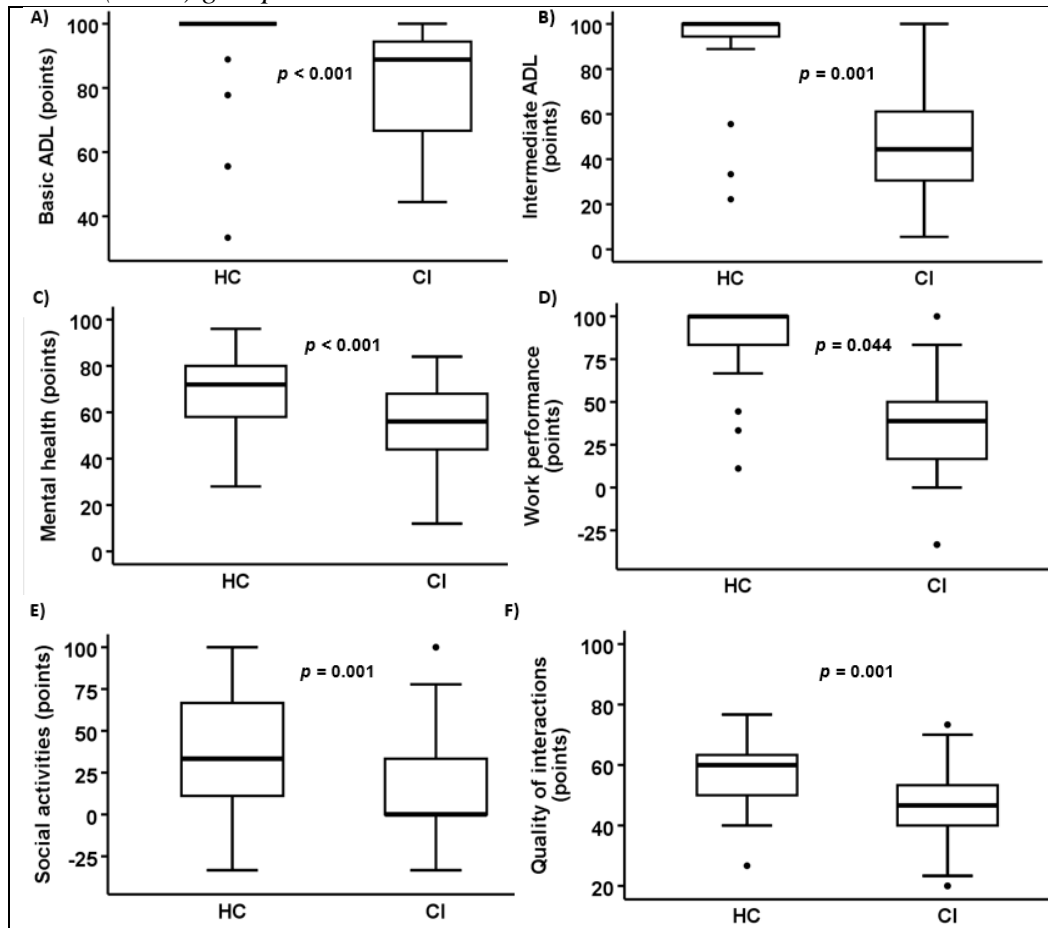 A)
Basic ADL (points)
100
80
60
40
p < 0.001
HC
CI
B)
Intermediate ADL
(points)
100
80
60
40
20
0
p = 0.001
HC
CI
C)
Mental health (points)
100
80
60
40
20
0
p < 0.001
HC
CI
D)
Work performance
(points)
100
75
50
25
0
-25
p = 0.044
HC
CI
E)
Social activities (points)
100
75
50
25
0
-25
p = 0.001
HC
CI
F)
Quality of interactions
(points)
100
80
60
40
20
p = 0.001
HC
CI